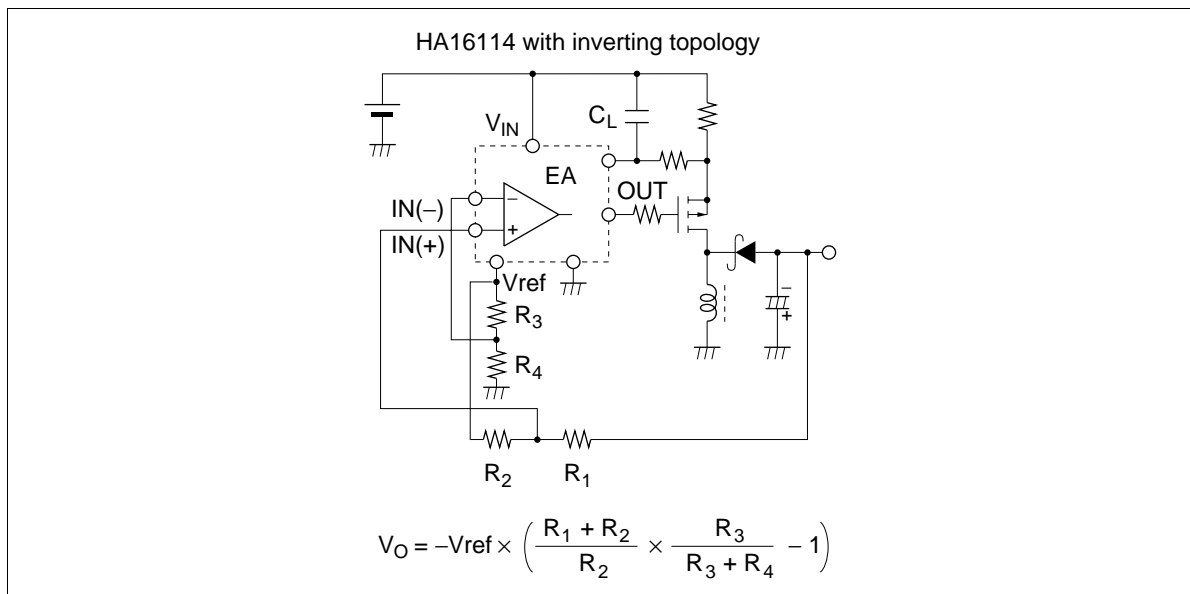 HA16114 with inverting topology
V_IN
C_L
EA
OUT
IN(−)
−
IN(+)
+
Vref
R_3
R_4
−
+
R_2
R_1
V_O = −Vref × ( (R_1 + R_2) / R_2 × R_3 / (R_3 + R_4) − 1 )